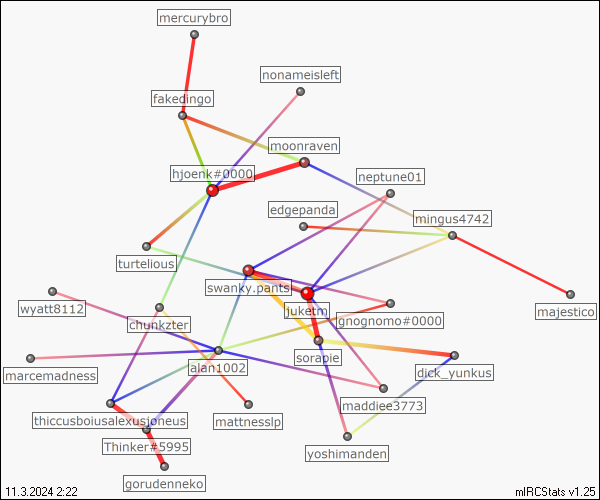 mercurybro
nonameisleft
fakedingo
moonraven
hjoenk#0000
neptune01
edgepanda
mingus4742
turtelious
swanky.pants
wyatt8112
juketm
majestico
chunkzter
gnognomo#0000
sorapie
marcemadness
alan1002
dick_yunkus
maddiee3773
thiccusboiusalexusjoneus
mattnesslp
Thinker#5995
yoshimanden
gorudenneko
11.3.2024 2:22
mIRCStats v1.25